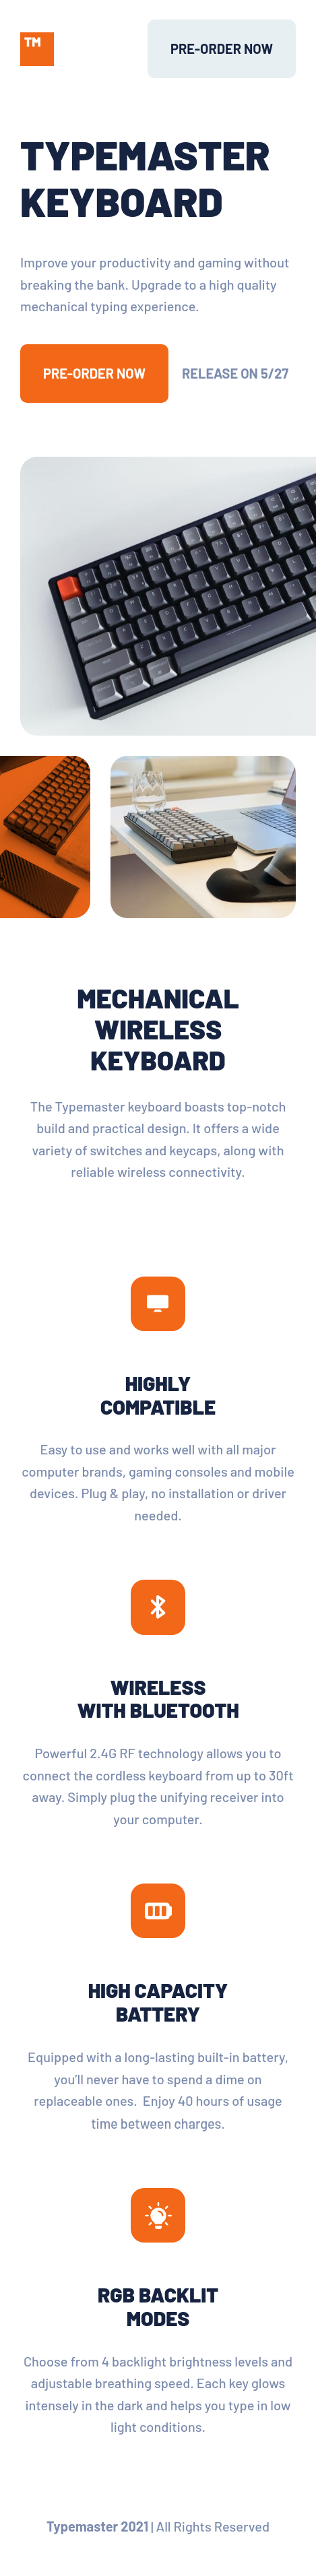 TM
PRE-ORDER NOW
TYPEMASTER
KEYBOARD
Improve your productivity and gaming without
breaking the bank. Upgrade to a high quality
mechanical typing experience.
PRE-ORDER NOW
RELEASE ON 5/27
MECHANICAL
WIRELESS
KEYBOARD
The Typemaster keyboard boasts top-notch
build and practical design. It offers a wide
variety of switches and keycaps, along with
reliable wireless connectivity.
HIGHLY
COMPATIBLE
Easy to use and works well with all major
computer brands, gaming consoles and mobile
devices. Plug & play, no installation or driver
needed.
WIRELESS
WITH BLUETOOTH
Powerful 2.4G RF technology allows you to
connect the cordless keyboard from up to 30ft
away. Simply plug the unifying receiver into
your computer.
HIGH CAPACITY
BATTERY
Equipped with a long-lasting built-in battery,
you’ll never have to spend a dime on
replaceable ones. Enjoy 40 hours of usage
time between charges.
RGB BACKLIT
MODES
Choose from 4 backlight brightness levels and
adjustable breathing speed. Each key glows
intensely in the dark and helps you type in low
light conditions.
Typemaster 2021 | All Rights Reserved